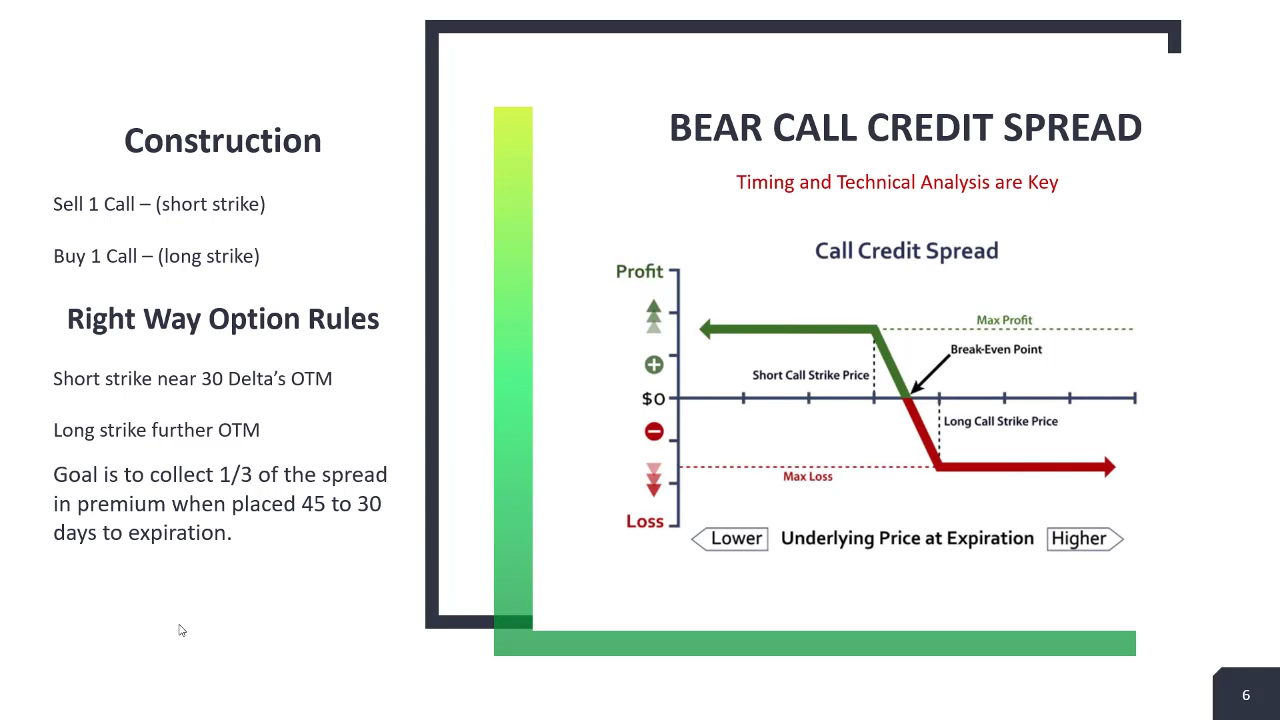 Construction
Sell 1 Call – (short strike)
Buy 1 Call – (long strike)
Right Way Option Rules
Short strike near 30 Delta's OTM
Long strike further OTM
Goal is to collect 1/3 of the spread
in premium when placed 45 to 30
days to expiration.
BEAR CALL CREDIT SPREAD
Timing and Technical Analysis are Key
Call Credit Spread
Profit
Max Profit
Break-Even Point
Short Call Strike Price
$0
Long Call Strike Price
Max Loss
Loss
Lower
Underlying Price at Expiration
Higher
6